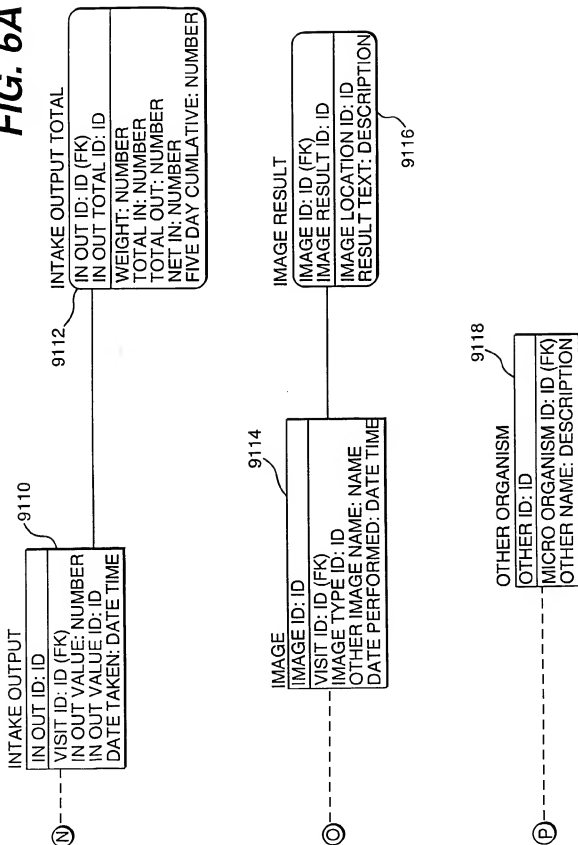 FIG. 6A
INTAKE OUTPUT
IN OUT ID: ID
VISIT ID: ID (FK)
IN OUT VALUE: NUMBER
IN OUT VALUE ID: ID
DATE TAKEN: DATE TIME
9110
N
INTAKE OUTPUT TOTAL
IN OUT ID: ID (FK)
IN OUT TOTAL ID: ID
WEIGHT: NUMBER
TOTAL IN: NUMBER
TOTAL OUT: NUMBER
NET IN: NUMBER
FIVE DAY CUMLATIVE: NUMBER
9112
IMAGE
IMAGE ID: ID
VISIT ID: ID (FK)
IMAGE TYPE ID: ID
OTHER IMAGE NAME: NAME
DATE PERFORMED: DATE TIME
9114
O
IMAGE RESULT
IMAGE ID: ID (FK)
IMAGE RESULT ID: ID
IMAGE LOCATION ID: ID
RESULT TEXT: DESCRIPTION
9116
OTHER ORGANISM
OTHER ID: ID
MICRO ORGANISM ID: ID (FK)
OTHER NAME: DESCRIPTION
9118
P